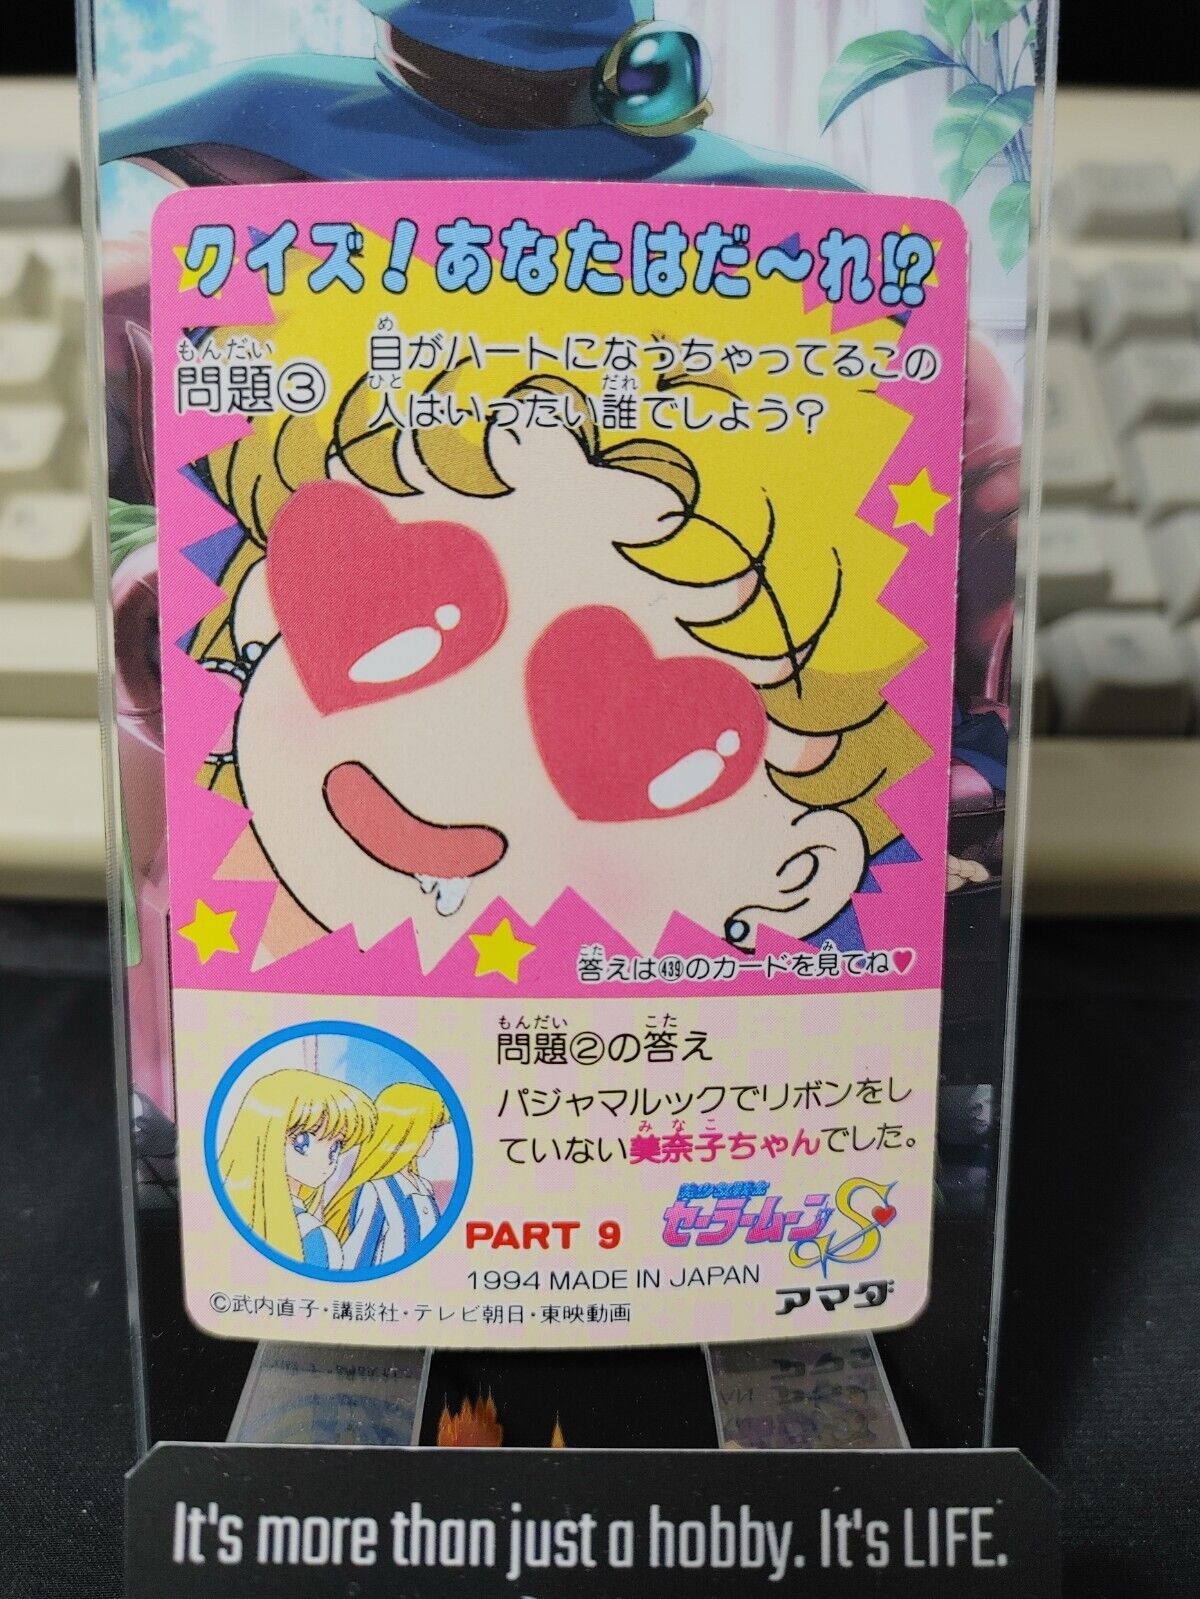 クイズ!あなたはだ〜れ!?
もんだい
問題③
め
目がハートになっちゃってるこの
ひと だれ
人はいったい誰でしょう?
こた み
答えは㊴のカードを見てね♥
もんだい こた
問題②の答え
パジャマルックでリボンをし
みなこ
ていない美奈子ちゃんでした。
PART 9
美少女戦士
セーラームーンS
1994 MADE IN JAPAN
アマダ
©武内直子・講談社・テレビ朝日・東映動画
It's more than just a hobby. It's LIFE.